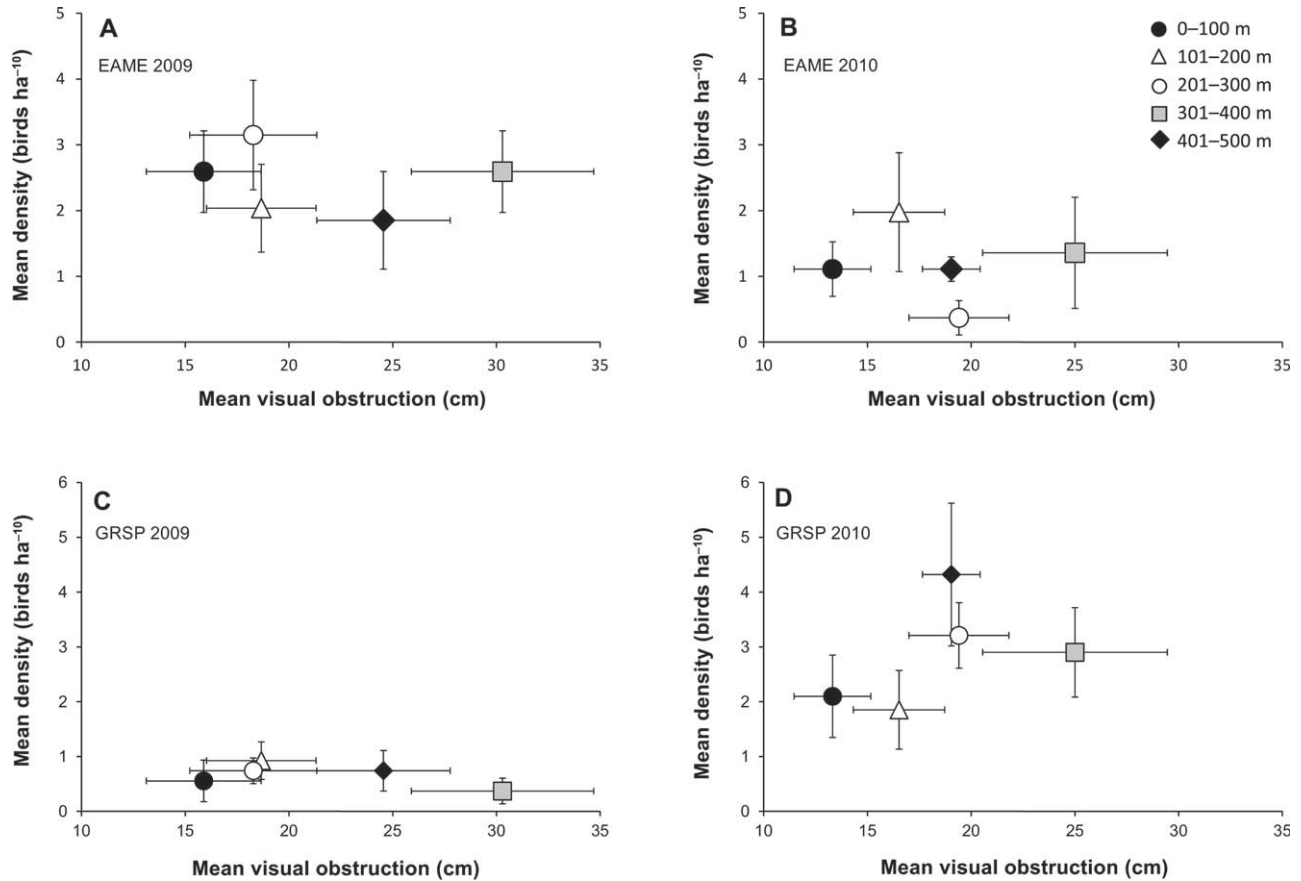 A
EAME 2009
Mean density (birds ha⁻¹⁰)
5
4
3
2
1
0
10 15 20 25 30 35
Mean visual obstruction (cm)
B
EAME 2010
0–100 m
101–200 m
201–300 m
301–400 m
401–500 m
Mean density (birds ha⁻¹⁰)
5
4
3
2
1
0
10 15 20 25 30 35
Mean visual obstruction (cm)
C
GRSP 2009
Mean density (birds ha⁻¹⁰)
6
5
4
3
2
1
0
10 15 20 25 30 35
Mean visual obstruction (cm)
D
GRSP 2010
Mean density (birds ha⁻¹⁰)
6
5
4
3
2
1
0
10 15 20 25 30 35
Mean visual obstruction (cm)